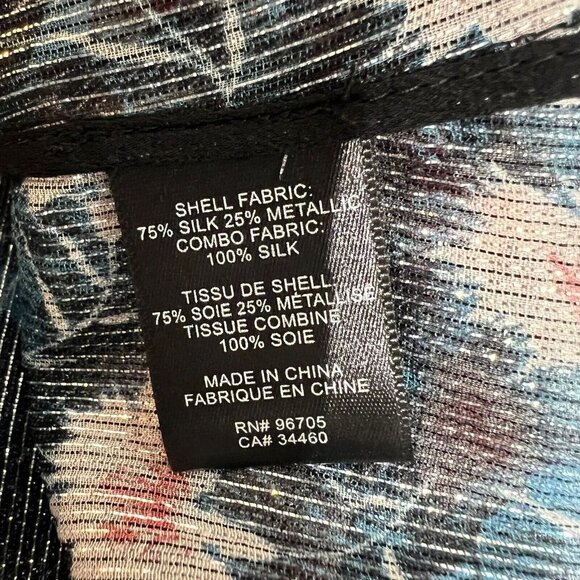 SHELL FABRIC:
75% SILK 25% METALLIC
COMBO FABRIC:
100% SILK
TISSU DE SHELL
75% SOIE 25% MÉTALLISE
TISSUE COMBINE
100% SOIE
MADE IN CHINA
FABRIQUE EN CHINE
RN# 96705
CA# 34460